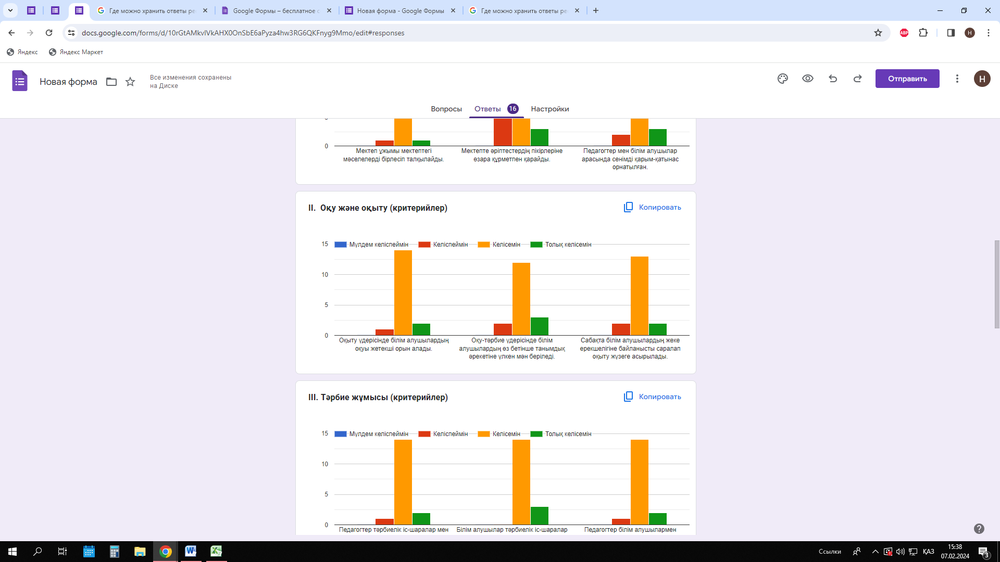 Где можно хранить ответы ре
Google Формы – бесплатное с
Новая форма - Google Формы
Где можно хранить ответы ре
docs.google.com/forms/d/10rGtAMkvlVkAHX0OnSbE6aPyza4hw3RG6QKFnyg9Mmo/edit#responses
ABP
H
Яндекс
Яндекс Маркет
Новая форма
Все изменения сохранены
на Диске
Отправить
H
Вопросы
Ответы 16
Настройки
0
Мектеп ұжымы мектептегі
мәселелерді бірлесіп талқылайды.
Мектепте әріптестердің пікірлеріне
өзара құрметпен қарайды.
Педагогтер мен білім алушылар
арасында сенімді қарым-қатынас
орнатылған.
II. Оқу және оқыту (критерийлер)
Копировать
15
Мүлдем келіспеймін
Келіспеймін
Келісемін
Толық келісемін
10
5
0
Оқыту үдерісінде білім алушылардың
оқуы жетекші орын алады.
Оқу-тәрбие үдерісінде білім
алушылардың өз бетінше танымдық
әрекетіне үлкен мән беріледі.
Сабақта білім алушылардың жеке
ерекшелігіне байланысты саралап
оқыту жүзеге асырылады.
III. Тәрбие жұмысы (критерийлер)
Копировать
15
Мүлдем келіспеймін
Келіспеймін
Келісемін
Толық келісемін
10
5
0
Педагогтер тәрбиелік іс-шаралар мен
Білім алушылар тәрбиелік іс-шаралар
Педагогтер білім алушылармен
Ссылки
ҚАЗ
15:38
07.02.2024
3